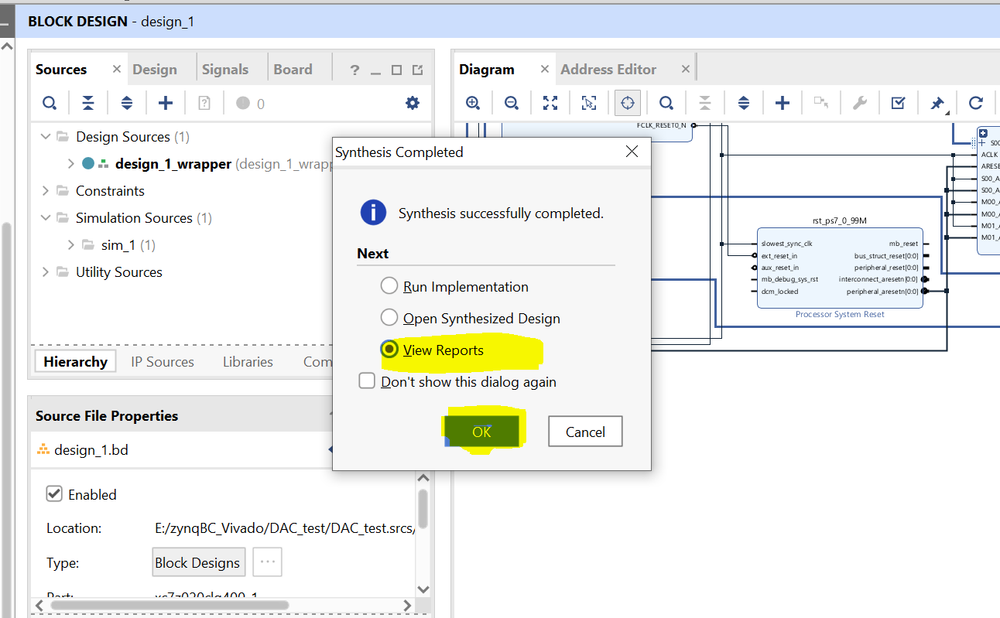 BLOCK DESIGN - design_1
Sources
Design
Signals
Board
?
Diagram
Address Editor
0
Design Sources (1)
design_1_wrapper (design_1_wrapp
Constraints
Simulation Sources (1)
sim_1 (1)
Utility Sources
Hierarchy
IP Sources
Libraries
Com
Source File Properties
design_1.bd
Enabled
Location: E:/zynqBC_Vivado/DAC_test/DAC_test.srcs/
Type: Block Designs ...
Part: xc7z020clg400-1
Synthesis Completed
Synthesis successfully completed.
Next
Run Implementation
Open Synthesized Design
View Reports
Don't show this dialog again
OK
Cancel
FCLK_RESET0_N
rst_ps7_0_99M
slowest_sync_clk
ext_reset_in
aux_reset_in
mb_debug_sys_rst
dcm_locked
mb_reset
bus_struct_reset[0:0]
peripheral_reset[0:0]
interconnect_aresetn[0:0]
peripheral_aresetn[0:0]
Processor System Reset
S00
ACLK
ARESE
S00_A
S00_A
M00_A
M00_A
M01_A
M01_A